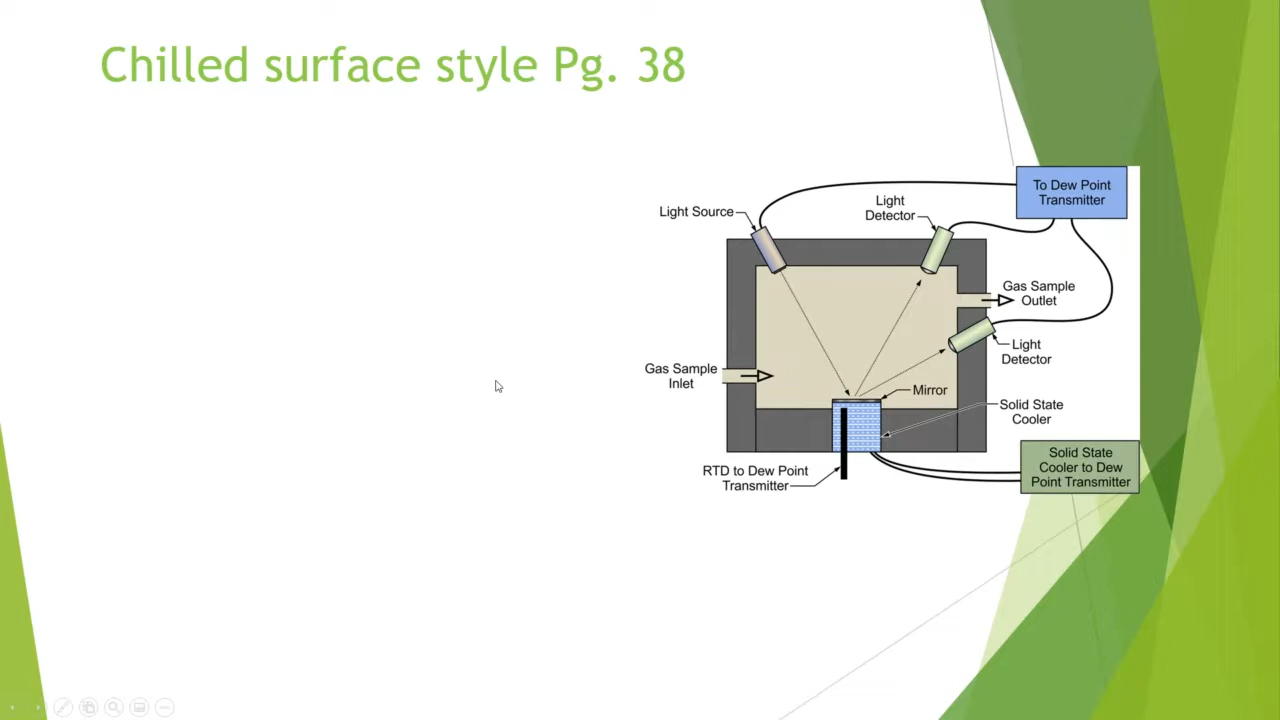 Chilled surface style Pg. 38
To Dew Point
Transmitter
Light Source
Light
Detector
Gas Sample
Outlet
Light
Detector
Gas Sample
Inlet
Mirror
Solid State
Cooler
RTD to Dew Point
Transmitter
Solid State
Cooler to Dew
Point Transmitter